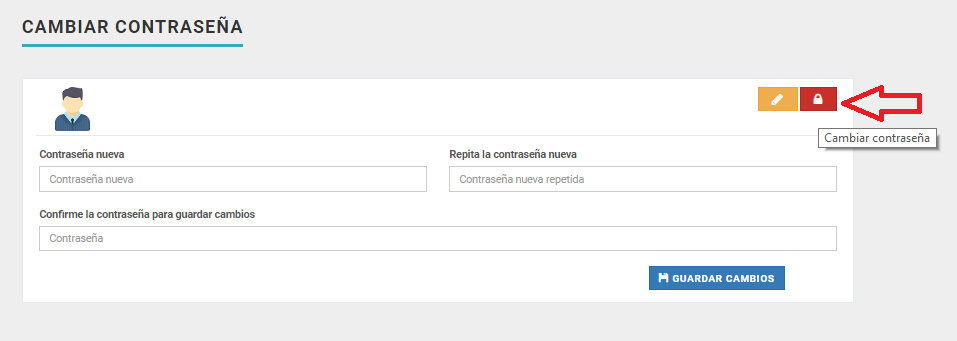 CAMBIAR CONTRASEÑA
Cambiar contraseña
Contraseña nueva
Repita la contraseña nueva
Contraseña nueva
Contraseña nueva repetida
Confirme la contraseña para guardar cambios
Contraseña
GUARDAR CAMBIOS